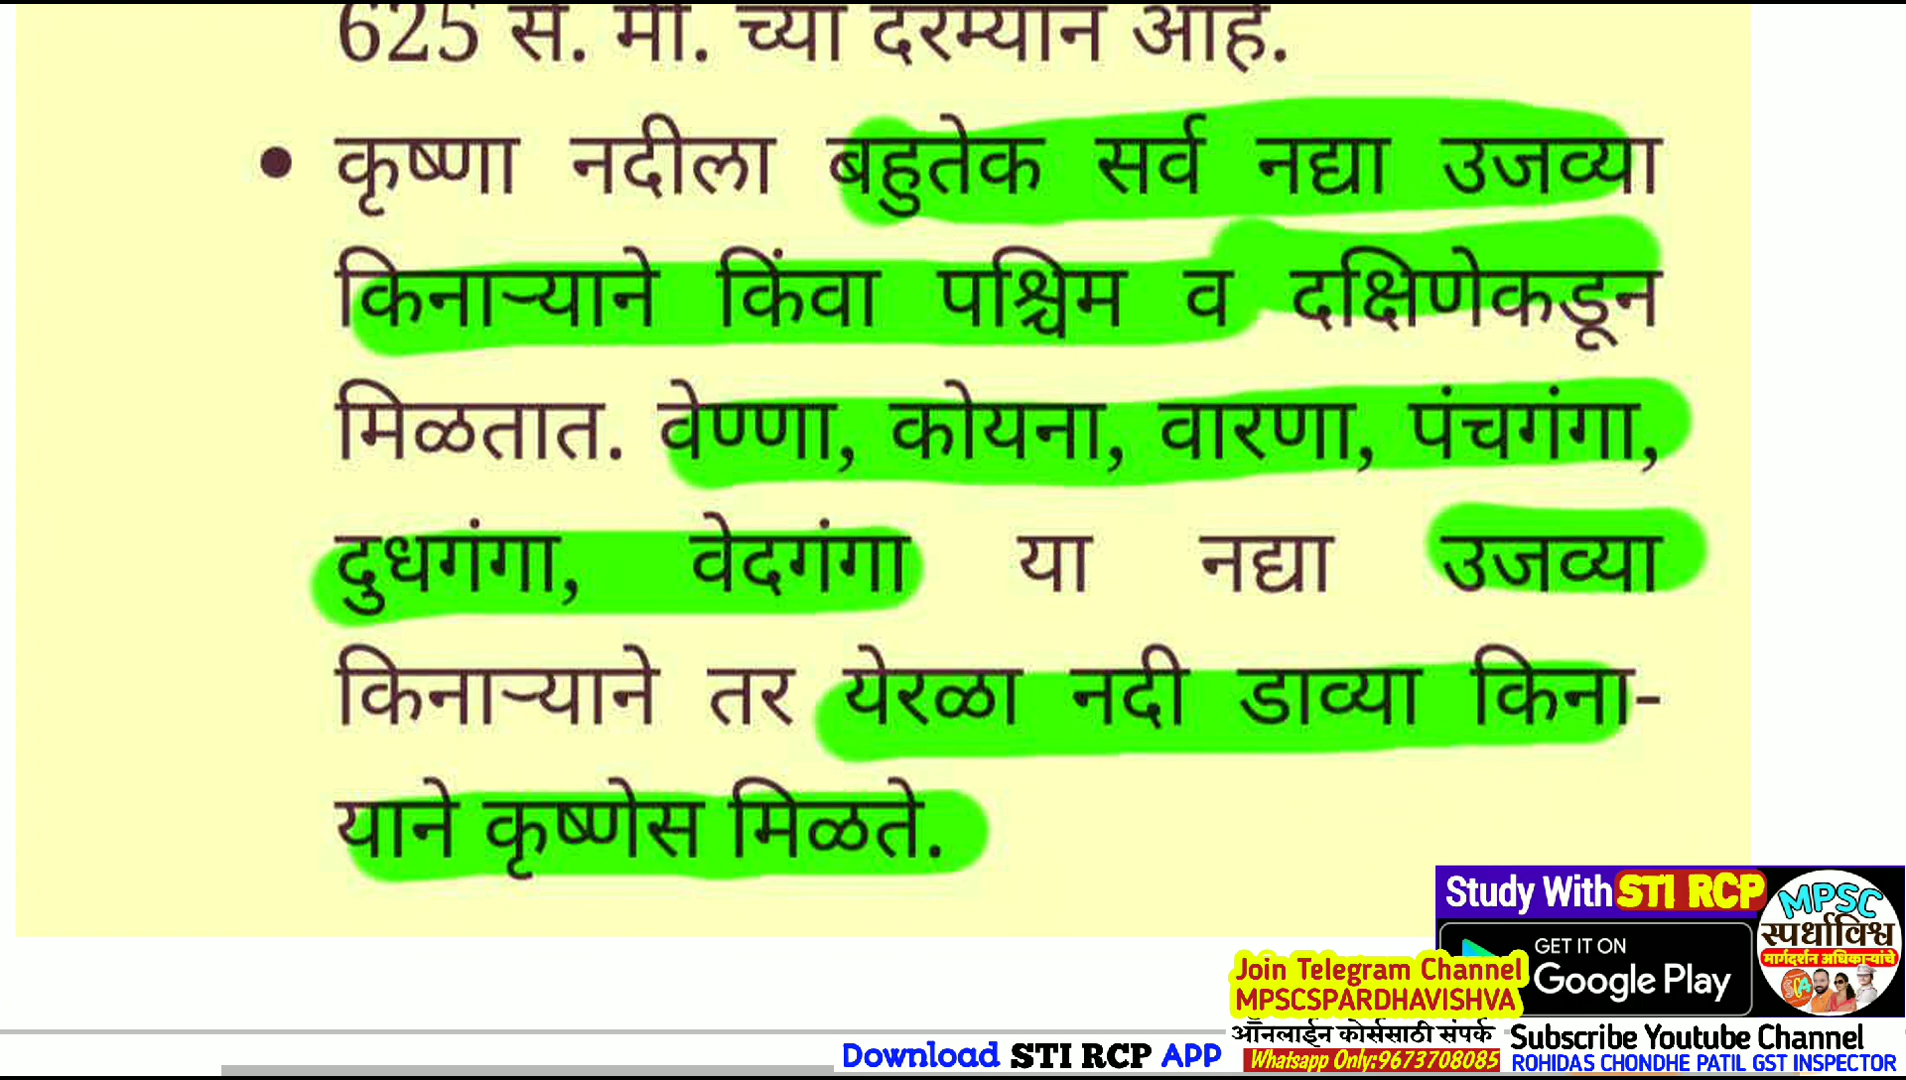 625 से. मी. च्या दरम्यान आहे.
• कृष्णा नदीला बहुतेक सर्व नद्या उजव्या
किनाऱ्याने किंवा पश्चिम व दक्षिणेकडून
मिळतात. वेण्णा, कोयना, वारणा, पंचगंगा,
दुधगंगा, वेदगंगा या नद्या उजव्या
किनाऱ्याने तर येरळा नदी डाव्या किना-
याने कृष्णेस मिळते.
Study With STI RCP
MPSC
स्पर्धाविश्व
मार्गदर्शन अधिकाऱ्यांचे
GET IT ON
Google Play
Join Telegram Channel
MPSCSPARDHAVISHVA
ऑनलाईन कोर्ससाठी संपर्क
Whatsapp Only:9673708085
Subscribe Youtube Channel
ROHIDAS CHONDHE PATIL GST INSPECTOR
Download STI RCP APP